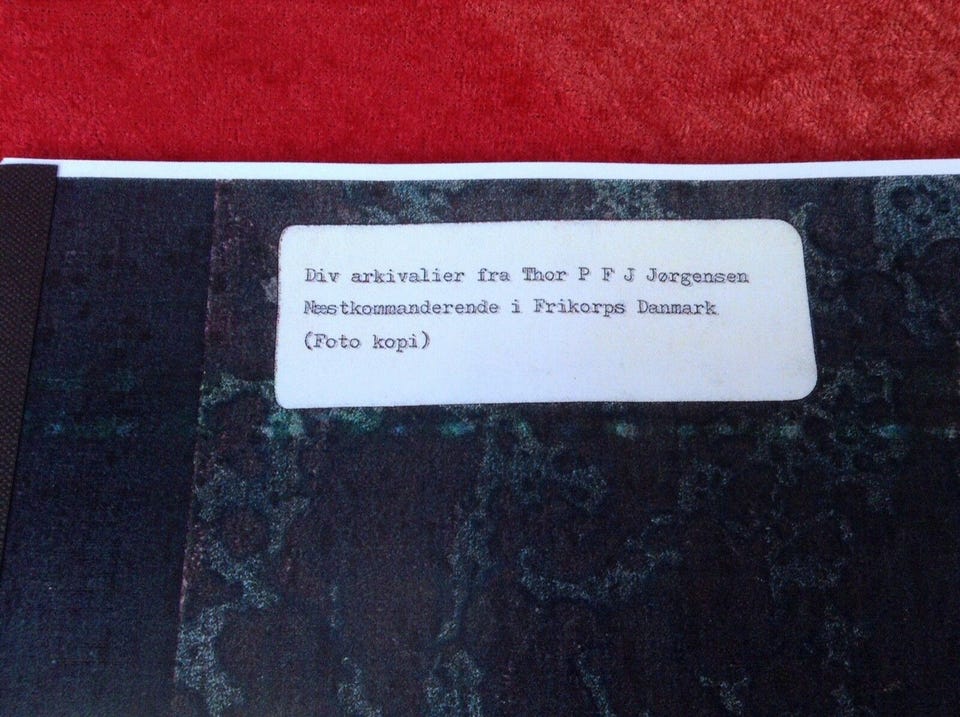 Div arkivalier fra Thor P F J Jørgensen
Næstkommanderende i Frikorps Danmark.
(Foto kopi)